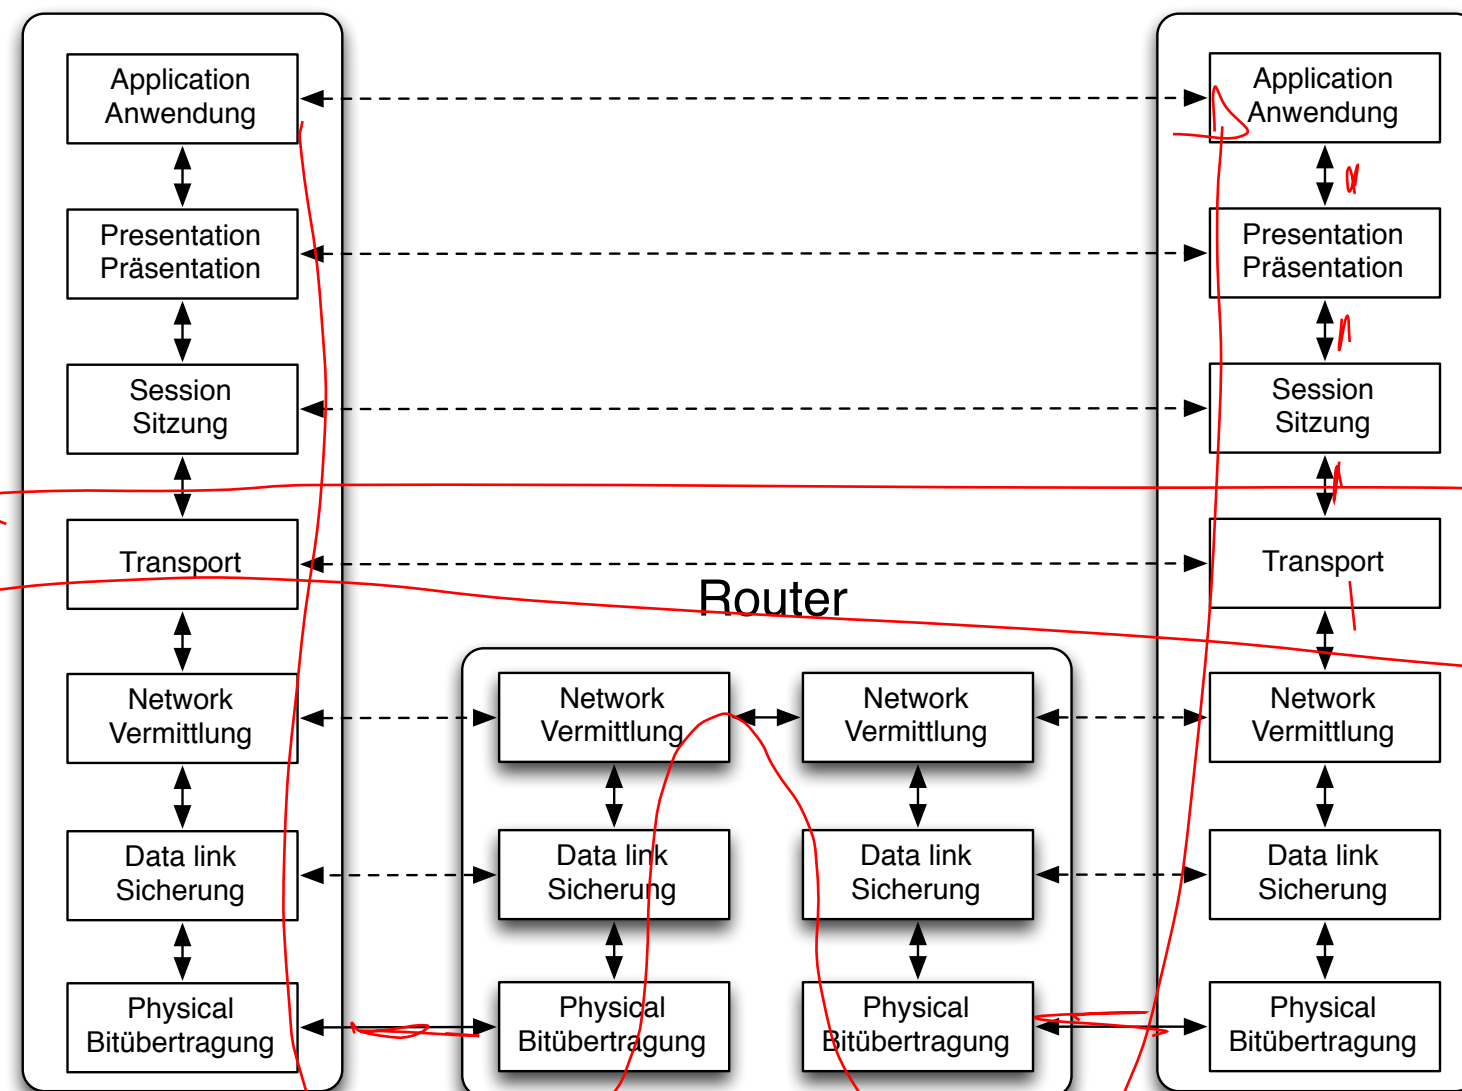 Application
Anwendung
Presentation
Präsentation
Session
Sitzung
Transport
Network
Vermittlung
Data link
Sicherung
Physical
Bitübertragung
Router
Network
Vermittlung
Data link
Sicherung
Physical
Bitübertragung
Network
Vermittlung
Data link
Sicherung
Physical
Bitübertragung
Application
Anwendung
Presentation
Präsentation
Session
Sitzung
Transport
Network
Vermittlung
Data link
Sicherung
Physical
Bitübertragung